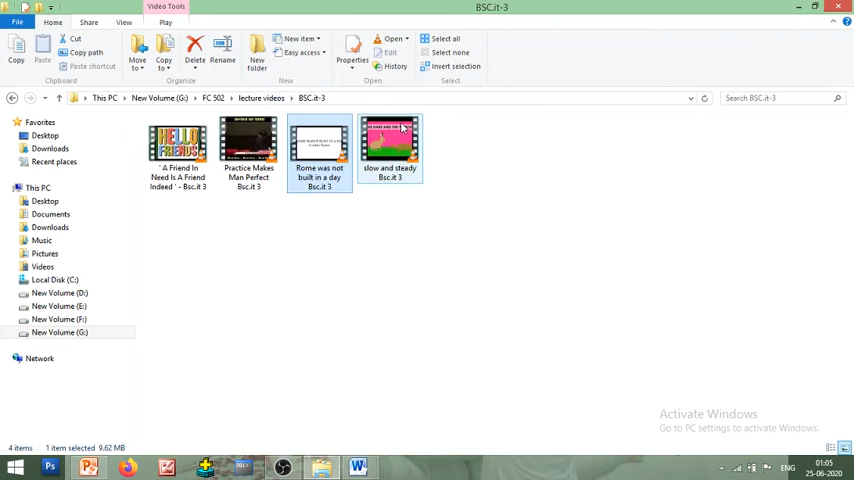 Video Tools
BSC.it-3
File Home Share View Play
Copy
Paste
Cut
Copy path
Paste shortcut
Clipboard
Move to
Copy to
Delete
Rename
Organize
New folder
New item
Easy access
New
Properties
Open
Edit
History
Open
Select all
Select none
Invert selection
Select
This PC New Volume (G:) FC 502 lecture videos BSC.it-3
Search BSC.it-3
Favorites
Desktop
Downloads
Recent places
This PC
Desktop
Documents
Downloads
Music
Pictures
Videos
Local Disk (C:)
New Volume (D:)
New Volume (E:)
New Volume (F:)
New Volume (G:)
Network
HELLO
FRIENDS
' A Friend In
Need Is A Friend
Indeed ' - Bsc.it 3
Practice Makes
Man Perfect
Bsc.it 3
Rome was not
built in a day
Bsc.it 3
slow and steady
Bsc.it 3
Activate Windows
Go to PC settings to activate Windows.
4 items 1 item selected 9.62 MB
Ps
ENG
01:05
25-06-2020